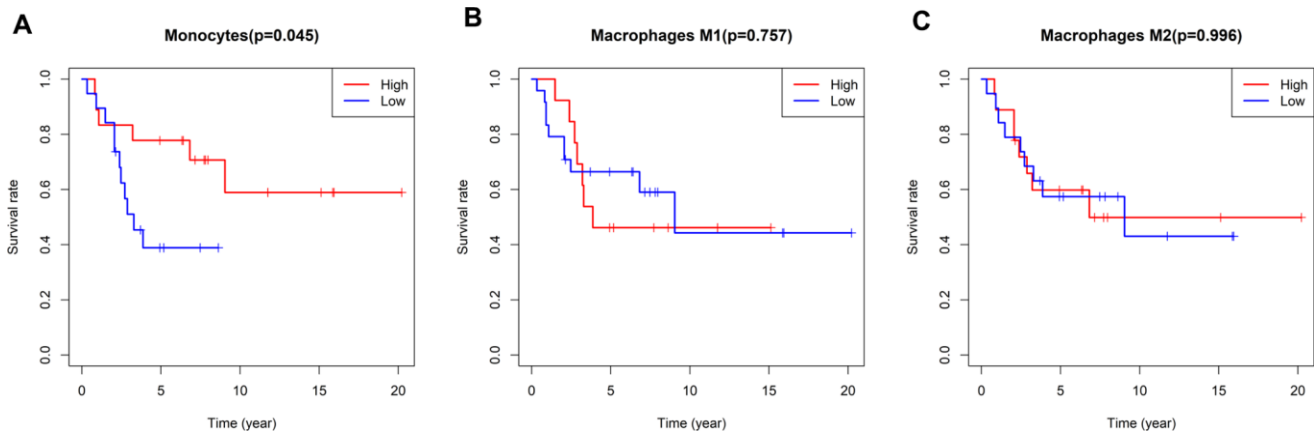 A
Monocytes(p=0.045)
Survival rate
1.0
0.8
0.6
0.4
0.2
0.0
High
Low
0 5 10 15 20
Time (year)
B
Macrophages M1(p=0.757)
Survival rate
1.0
0.8
0.6
0.4
0.2
0.0
High
Low
0 5 10 15 20
Time (year)
C
Macrophages M2(p=0.996)
Survival rate
1.0
0.8
0.6
0.4
0.2
0.0
High
Low
0 5 10 15 20
Time (year)